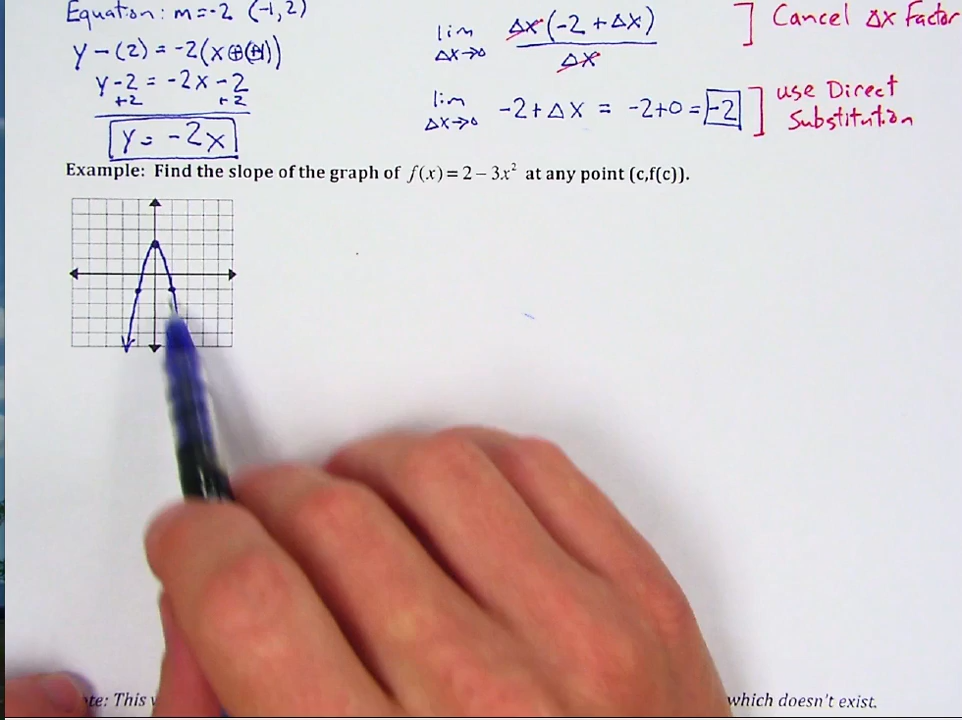 Equation: m=-2 (-1,2)
y-(2) = -2(x⊕(+1))
y-2 = -2x-2
+2 +2
y= -2x
lim Δx→0 Δx(-2+Δx) / Δx
] Cancel Δx Factor
lim Δx→0 -2+Δx = -2+0 = -2
] use Direct
Substitution
Example: Find the slope of the graph of f(x) = 2 – 3x² at any point (c,f(c)).
te: This
which doesn't exist.